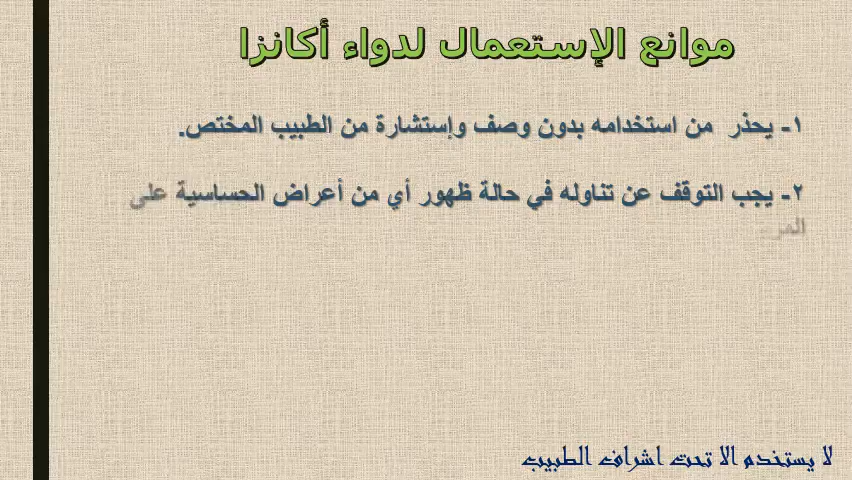 موانع الإستعمال لدواء أكانزا
١- يحذر من استخدامه بدون وصف وإستشارة من الطبيب المختص.
٢- يجب التوقف عن تناوله في حالة ظهور أي من أعراض الحساسية على
لا يستخدم الا تحت اشراف الطبيب